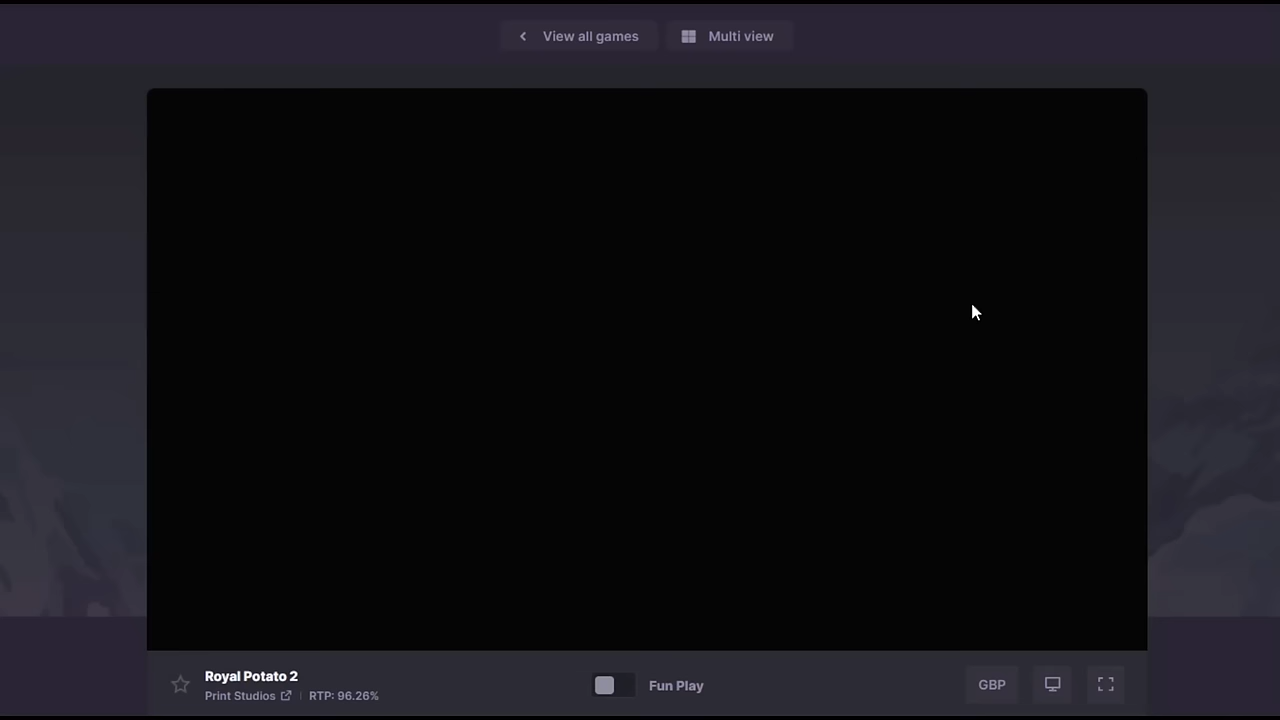 View all games
Multi view
Royal Potato 2
Print Studios | RTP: 96.26%
Fun Play
GBP